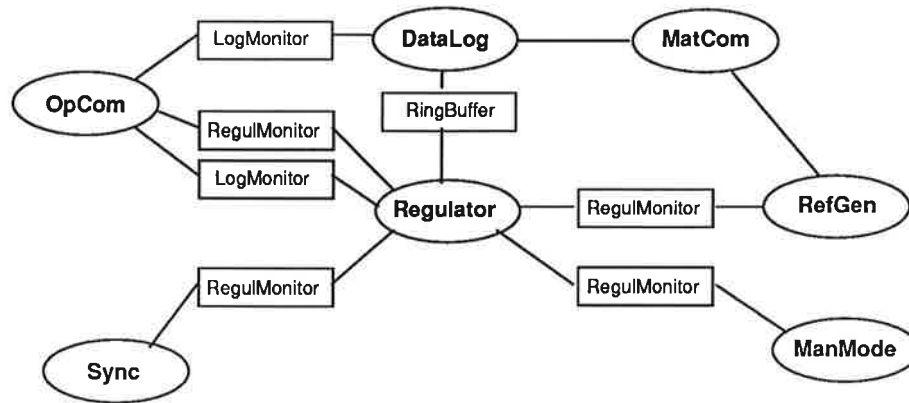 LogMonitor
DataLog
MatCom
OpCom
RingBuffer
RegulMonitor
LogMonitor
Regulator
RegulMonitor
RefGen
RegulMonitor
RegulMonitor
Sync
ManMode